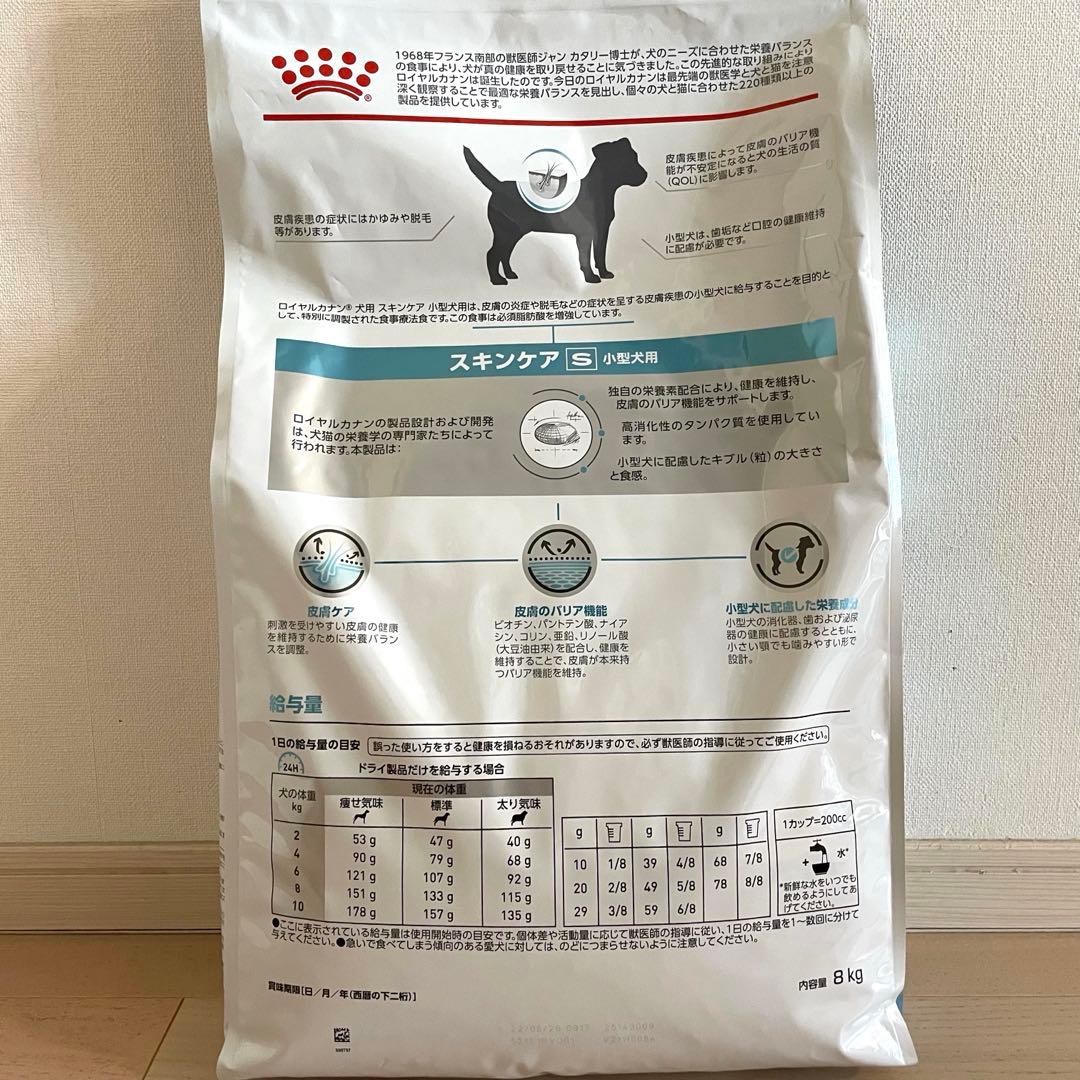 1968年フランス南部の獣医師ジャン カタリー博士が、犬のニーズに合わせた栄養バランス
の食事により、犬が真の健康を取り戻せることに気づきました。この先進的な取り組みにより
ロイヤルカナンは誕生したのです。今日のロイヤルカナンは最先端の獣医学と犬と猫を注意
深く観察することで最適な栄養バランスを見出し、個々の犬と猫に合わせた220種類以上の
製品を提供しています。
皮膚疾患によって皮膚のバリア機
能が不安定になると犬の生活の質
(QOL)に影響します。
皮膚疾患の症状にはかゆみや脱毛
等があります。
小型犬は、歯垢など口腔の健康維持
に配慮が必要です。
ロイヤルカナン® 犬用 スキンケア 小型犬用は、皮膚の炎症や脱毛などの症状を呈する皮膚疾患の小型犬に給与することを目的と
して、特別に調製された食事療法食です。この食事は必須脂肪酸を増強しています。
スキンケア S 小型犬用
ロイヤルカナンの製品設計および開発
は、犬猫の栄養学の専門家たちによって
行われます。本製品は:
独自の栄養素配合により、健康を維持し、
皮膚のバリア機能をサポートします。
高消化性のタンパク質を使用してい
ます。
小型犬に配慮したキブル(粒)の大きさ
と食感。
皮膚ケア
刺激を受けやすい皮膚の健康
を維持するために栄養バラン
スを調整。
皮膚のバリア機能
ビオチン、パントテン酸、ナイア
シン、コリン、亜鉛、リノール酸
(大豆油由来)を配合し、健康を
維持することで、皮膚が本来持
つバリア機能を維持。
小型犬に配慮した栄養成分
小型犬の消化器、歯および泌尿
器の健康に配慮するとともに、
小さい顎でも噛みやすい形で
設計。
給与量
1日の給与量の目安 誤った使い方をすると健康を損ねるおそれがありますので、必ず獣医師の指導に従ってご使用ください。
24H ドライ製品だけを給与する場合
犬の体重 kg 現在の体重
痩せ気味 標準 太り気味
2 53 g 47 g 40 g
4 90 g 79 g 68 g
6 121 g 107 g 92 g
8 151 g 133 g 115 g
10 178 g 157 g 135 g
g g g
10 1/8 39 4/8 68 7/8
20 2/8 49 5/8 78 8/8
29 3/8 59 6/8
1カップ=200cc
+ 水*
*新鮮な水をいつでも
飲めるようにしてあ
げてください。
●ここに表示されている給与量は使用開始時の目安です。個体差や活動量に応じて獣医師の指導に従い、1日の給与量を1〜数回に分けて
与えてください。●急いで食べてしまう傾向のある愛犬に対しては、のどにつまらせないように注意してください。
賞味期限[日/月/年(西暦の下二桁)]
内容量 8 kg